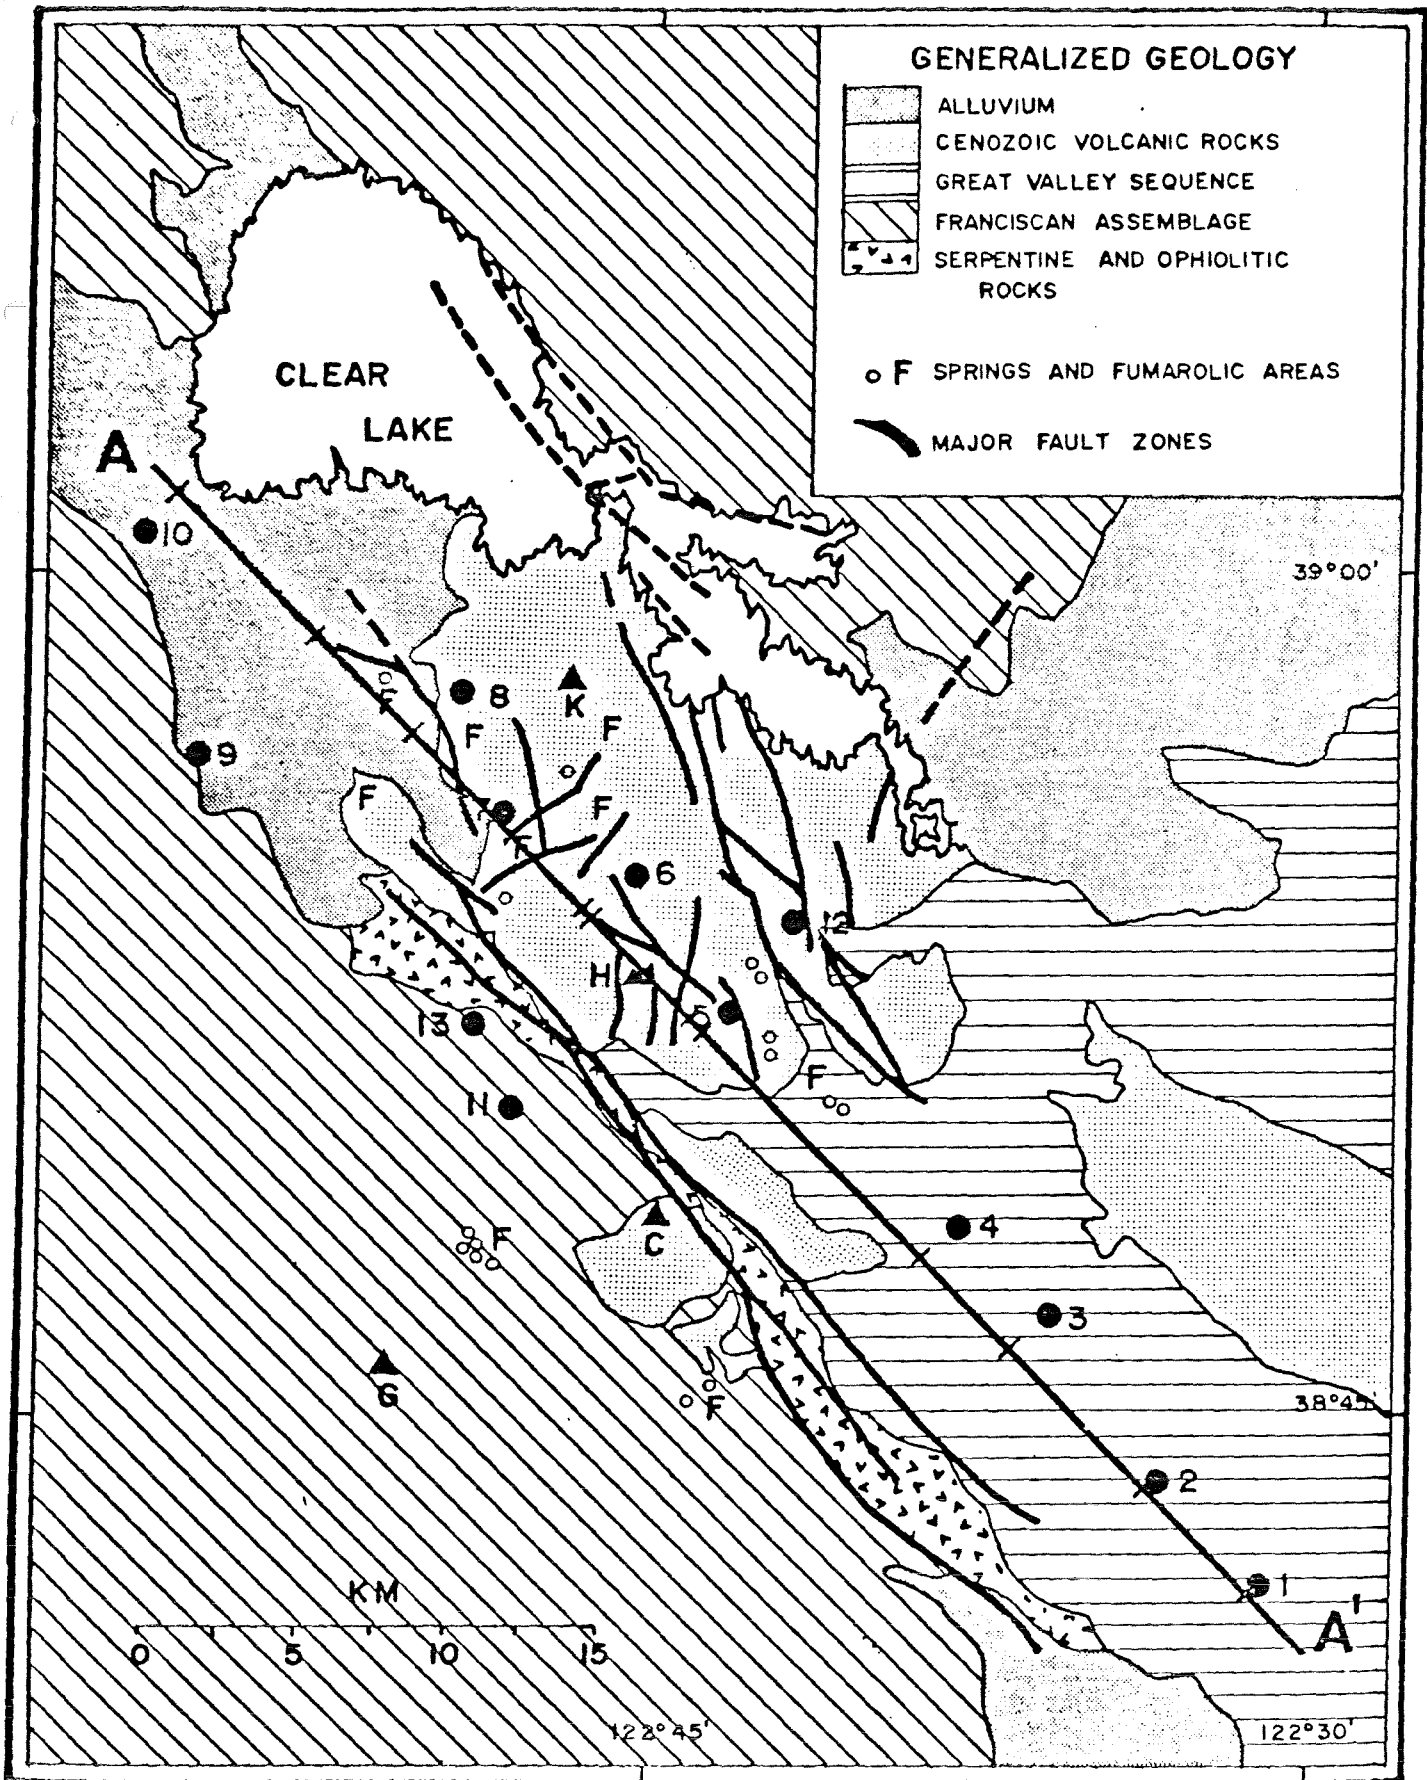 GENERALIZED GEOLOGY
ALLUVIUM
CENOZOIC VOLCANIC ROCKS
GREAT VALLEY SEQUENCE
FRANCISCAN ASSEMBLAGE
SERPENTINE AND OPHIOLITIC
ROCKS
F SPRINGS AND FUMAROLIC AREAS
MAJOR FAULT ZONES
CLEAR
LAKE
A
10
39°00'
8
K
F
F
9
F
F
6
12
H
13
F
11
F
C
4
3
G
F
38°45'
2
1
A'
KM
0 5 10 15
122°45'
122°30'